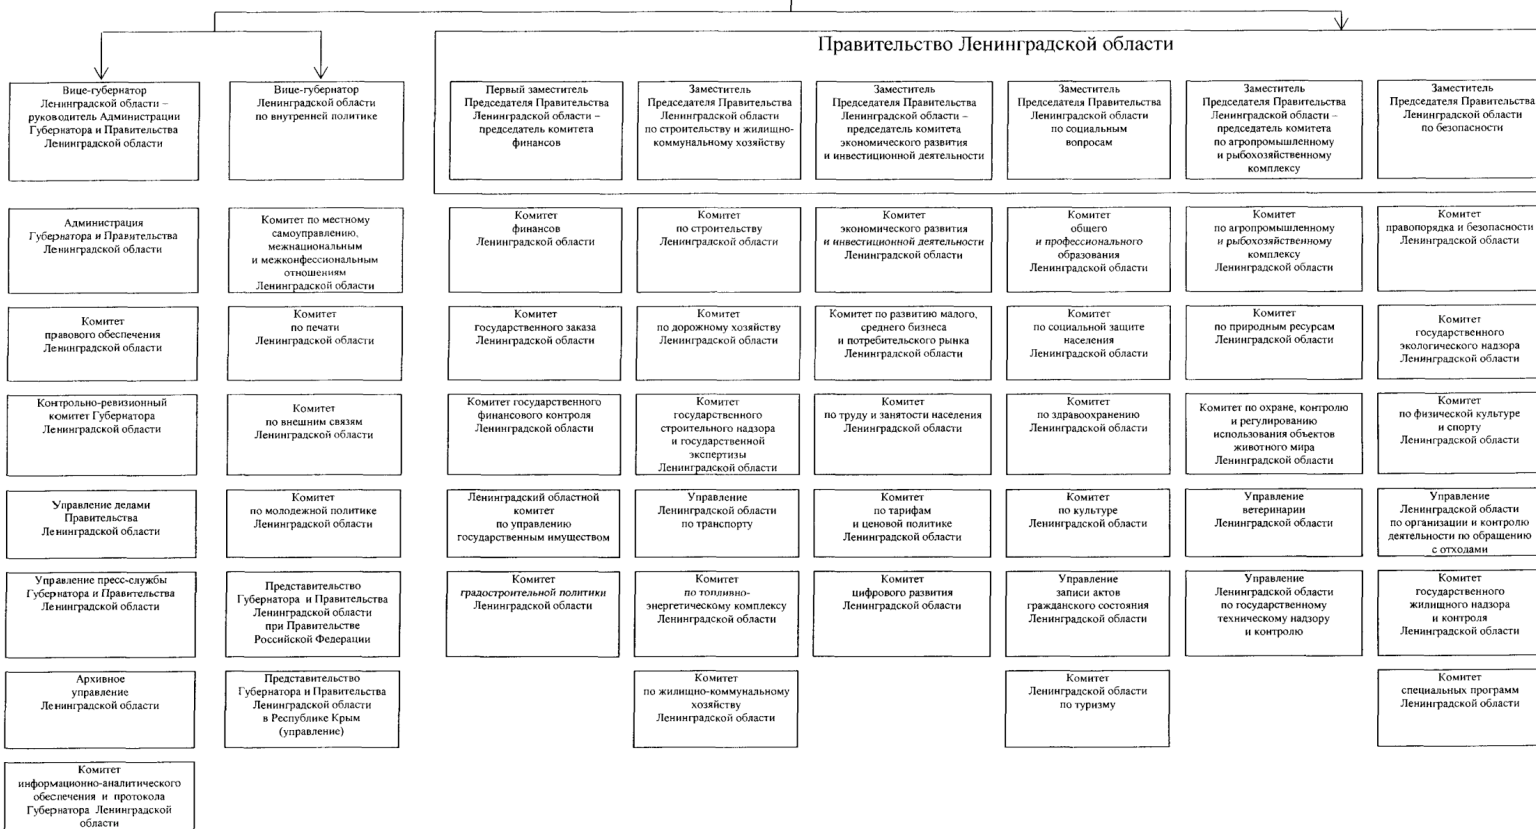 Правительство Ленинградской области
Вице-губернатор
Ленинградской области –
руководитель Администрации
Губернатора и Правительства
Ленинградской области
Вице-губернатор
Ленинградской области
по внутренней политике
Первый заместитель
Председателя Правительства
Ленинградской области –
председатель комитета
финансов
Заместитель
Председателя Правительства
Ленинградской области
по строительству и жилищно-
коммунальному хозяйству
Заместитель
Председателя Правительства
Ленинградской области –
председатель комитета
экономического развития
и инвестиционной деятельности
Заместитель
Председателя Правительства
Ленинградской области
по социальным
вопросам
Заместитель
Председателя Правительства
Ленинградской области –
председатель комитета
по агропромышленному
и рыбохозяйственному
комплексу
Заместитель
Председателя Правительства
Ленинградской области
по безопасности
Администрация
Губернатора и Правительства
Ленинградской области
Комитет по местному
самоуправлению,
межнациональным
и межконфессиональным
отношениям
Ленинградской области
Комитет
финансов
Ленинградской области
Комитет
по строительству
Ленинградской области
Комитет
экономического развития
и инвестиционной деятельности
Ленинградской области
Комитет
общего
и профессионального
образования
Ленинградской области
Комитет
по агропромышленному
и рыбохозяйственному
комплексу
Ленинградской области
Комитет
правопорядка и безопасности
Ленинградской области
Комитет
правового обеспечения
Ленинградской области
Комитет
по печати
Ленинградской области
Комитет
государственного заказа
Ленинградской области
Комитет
по дорожному хозяйству
Ленинградской области
Комитет по развитию малого,
среднего бизнеса
и потребительского рынка
Ленинградской области
Комитет
по социальной защите
населения
Ленинградской области
Комитет
по природным ресурсам
Ленинградской области
Комитет
государственного
экологического надзора
Ленинградской области
Контрольно-ревизионный
комитет Губернатора
Ленинградской области
Комитет
по внешним связям
Ленинградской области
Комитет государственного
финансового контроля
Ленинградской области
Комитет
государственного
строительного надзора
и государственной
экспертизы
Ленинградской области
Комитет
по труду и занятости населения
Ленинградской области
Комитет
по здравоохранению
Ленинградской области
Комитет по охране, контролю
и регулированию
использования объектов
животного мира
Ленинградской области
Комитет
по физической культуре
и спорту
Ленинградской области
Управление делами
Правительства
Ленинградской области
Комитет
по молодежной политике
Ленинградской области
Ленинградский областной
комитет
по управлению
государственным имуществом
Управление
Ленинградской области
по транспорту
Комитет
по тарифам
и ценовой политике
Ленинградской области
Комитет
по культуре
Ленинградской области
Управление
ветеринарии
Ленинградской области
Управление
Ленинградской области
по организации и контролю
деятельности по обращению
с отходами
Управление пресс-службы
Губернатора и Правительства
Ленинградской области
Представительство
Губернатора и Правительства
Ленинградской области
при Правительстве
Российской Федерации
Комитет
градостроительной политики
Ленинградской области
Комитет
по топливно-
энергетическому комплексу
Ленинградской области
Комитет
цифрового развития
Ленинградской области
Управление
записи актов
гражданского состояния
Ленинградской области
Управление
Ленинградской области
по государственному
техническому надзору
и контролю
Комитет
государственного
жилищного надзора
и контроля
Ленинградской области
Архивное
управление
Ленинградской области
Представительство
Губернатора и Правительства
Ленинградской области
в Республике Крым
(управление)
Комитет
по жилищно-коммунальному
хозяйству
Ленинградской области
Комитет
Ленинградской области
по туризму
Комитет
специальных программ
Ленинградской области
Комитет
информационно-аналитического
обеспечения и протокола
Губернатора Ленинградской
области